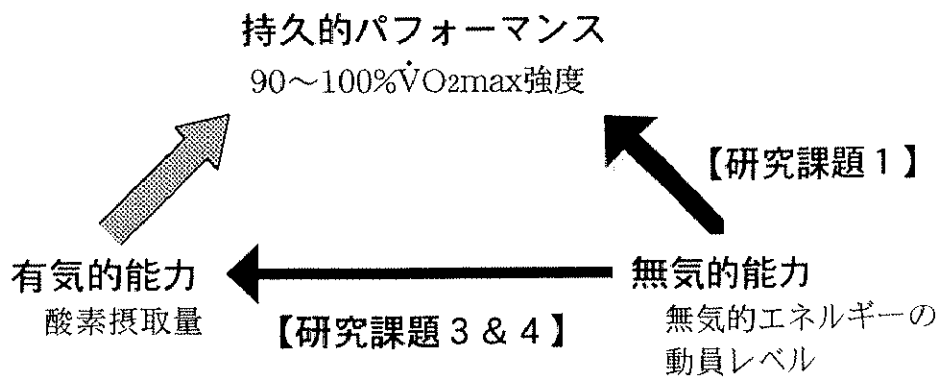 持久的パフォーマンス
90～100%V̇O2max強度
【研究課題1】
有気的能力
酸素摂取量
無気的能力
無気的エネルギーの
動員レベル
【研究課題3 & 4】